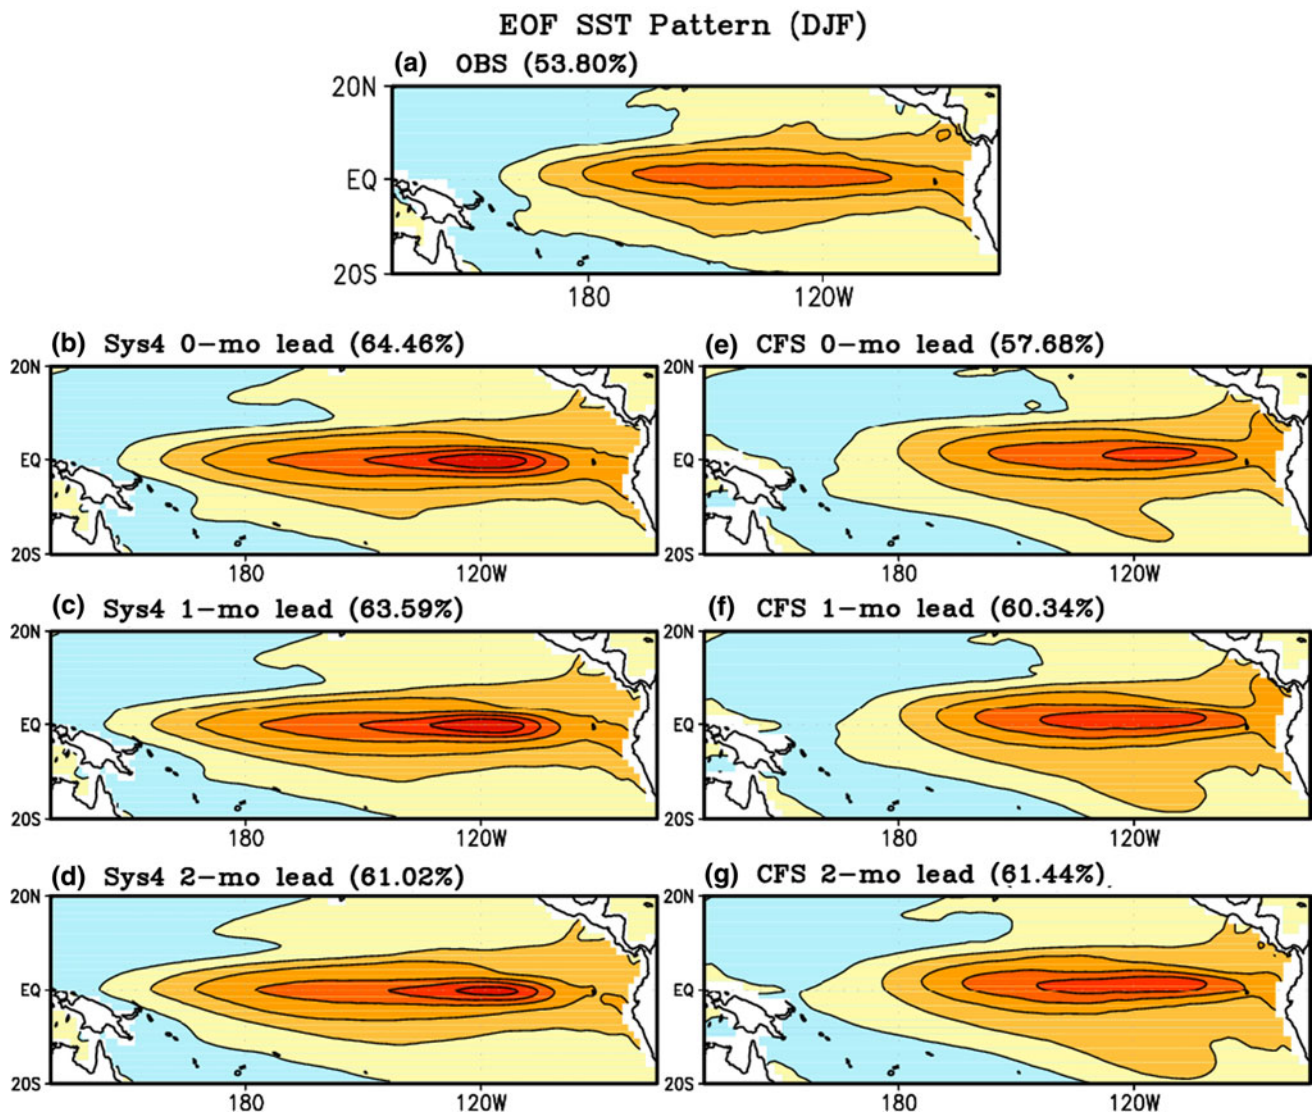 EOF SST Pattern (DJF)
(a) OBS (53.80%)
20N
EQ
20S
180 120W
(b) Sys4 0-mo lead (64.46%)
20N
EQ
20S
180 120W
(e) CFS 0-mo lead (57.68%)
20N
EQ
20S
180 120W
(c) Sys4 1-mo lead (63.59%)
20N
EQ
20S
180 120W
(f) CFS 1-mo lead (60.34%)
20N
EQ
20S
180 120W
(d) Sys4 2-mo lead (61.02%)
20N
EQ
20S
180 120W
(g) CFS 2-mo lead (61.44%)
20N
EQ
20S
180 120W